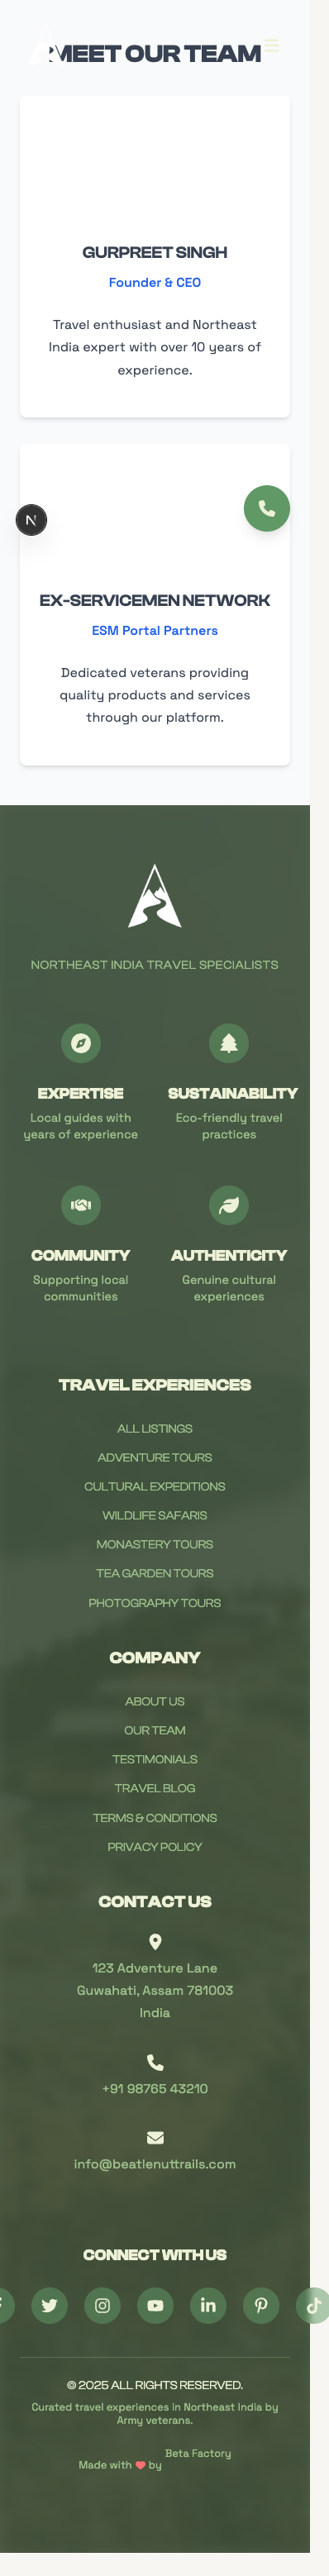 MEET OUR TEAM
GURPREET SINGH
Founder & CEO
Travel enthusiast and Northeast
India expert with over 10 years of
experience.
N
EX-SERVICEMEN NETWORK
ESM Portal Partners
Dedicated veterans providing
quality products and services
through our platform.
NORTHEAST INDIA TRAVEL SPECIALISTS
EXPERTISE
Local guides with
years of experience
SUSTAINABILITY
Eco-friendly travel
practices
COMMUNITY
Supporting local
communities
AUTHENTICITY
Genuine cultural
experiences
TRAVEL EXPERIENCES
ALL LISTINGS
ADVENTURE TOURS
CULTURAL EXPEDITIONS
WILDLIFE SAFARIS
MONASTERY TOURS
TEA GARDEN TOURS
PHOTOGRAPHY TOURS
COMPANY
ABOUT US
OUR TEAM
TESTIMONIALS
TRAVEL BLOG
TERMS & CONDITIONS
PRIVACY POLICY
CONTACT US
123 Adventure Lane
Guwahati, Assam 781003
India
+91 98765 43210
info@beatlenuttrails.com
CONNECT WITH US
© 2025 ALL RIGHTS RESERVED.
Curated travel experiences in Northeast India by
Army veterans.
Made with ❤ by Beta Factory